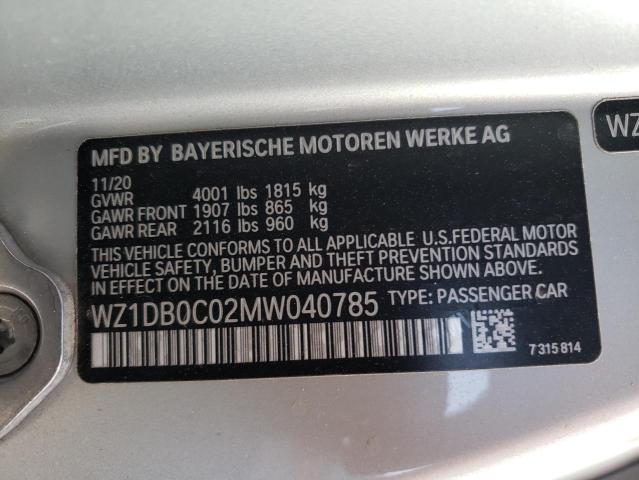 MFD BY BAYERISCHE MOTOREN WERKE AG
11/20
GVWR 4001 lbs 1815 kg
GAWR FRONT 1907 lbs 865 kg
GAWR REAR 2116 lbs 960 kg
THIS VEHICLE CONFORMS TO ALL APPLICABLE U.S.FEDERAL MOTOR
VEHICLE SAFETY, BUMPER AND THEFT PREVENTION STANDARDS
IN EFFECT ON THE DATE OF MANUFACTURE SHOWN ABOVE.
WZ1DB0C02MW040785 TYPE: PASSENGER CAR
7315814
WZ